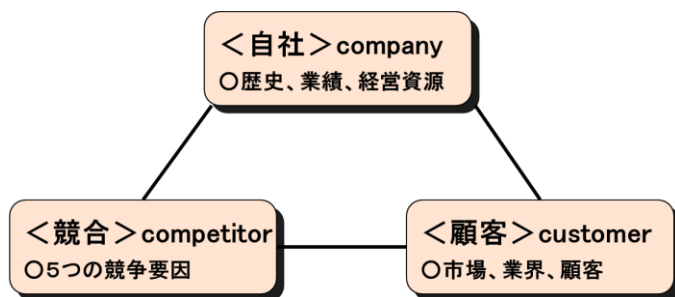 ＜自社＞company
○歴史、業績、経営資源
＜競合＞competitor
○5つの競争要因
＜顧客＞customer
○市場、業界、顧客